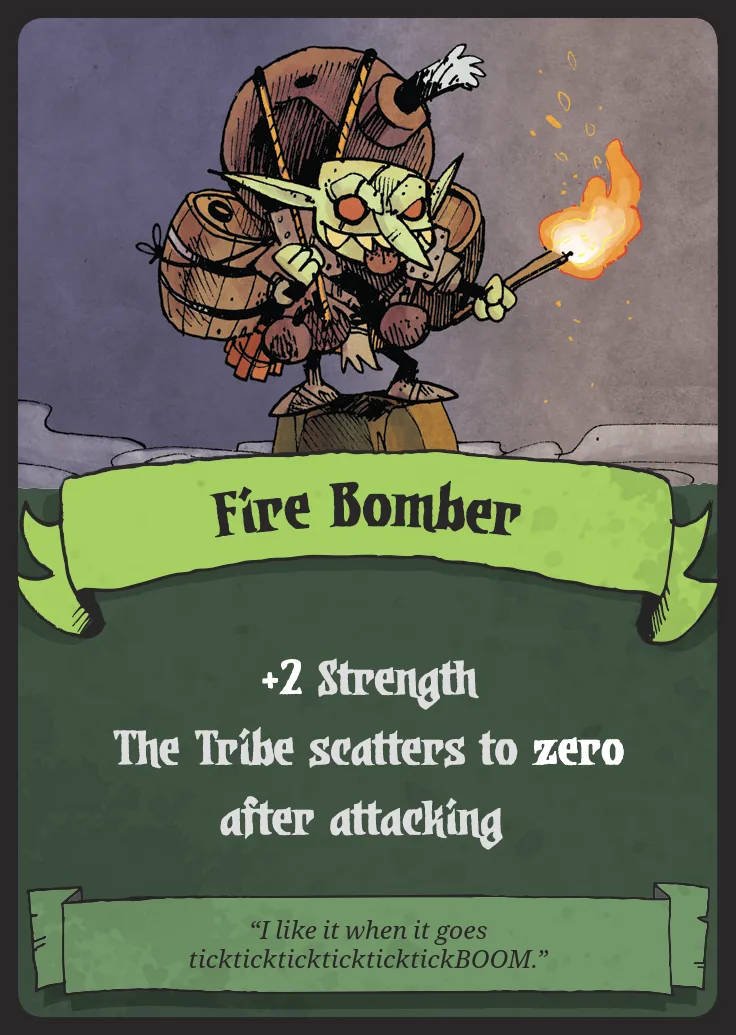 Fire Bomber
+2 Strength
The Tribe scatters to zero
after attacking
“I like it when it goes
ticktickticktickticktickBOOM.”